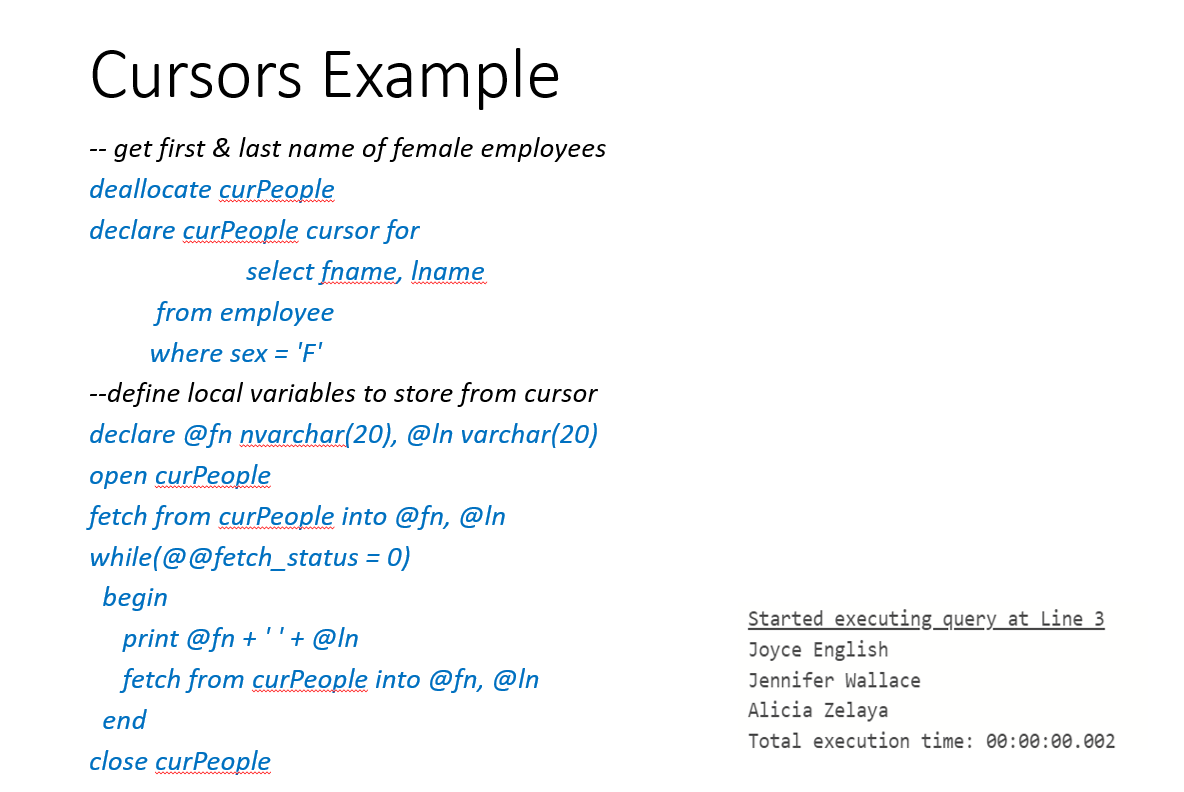 Cursors Example
-- get first & last name of female employees
deallocate curPeople
declare curPeople cursor for
select fname, lname
from employee
where sex = 'F'
--define local variables to store from cursor
declare @fn nvarchar(20), @ln varchar(20)
open curPeople
fetch from curPeople into @fn, @ln
while(@@fetch_status = 0)
begin
print @fn + ' ' + @ln
fetch from curPeople into @fn, @ln
end
close curPeople
Started executing query at Line 3
Joyce English
Jennifer Wallace
Alicia Zelaya
Total execution time: 00:00:00.002